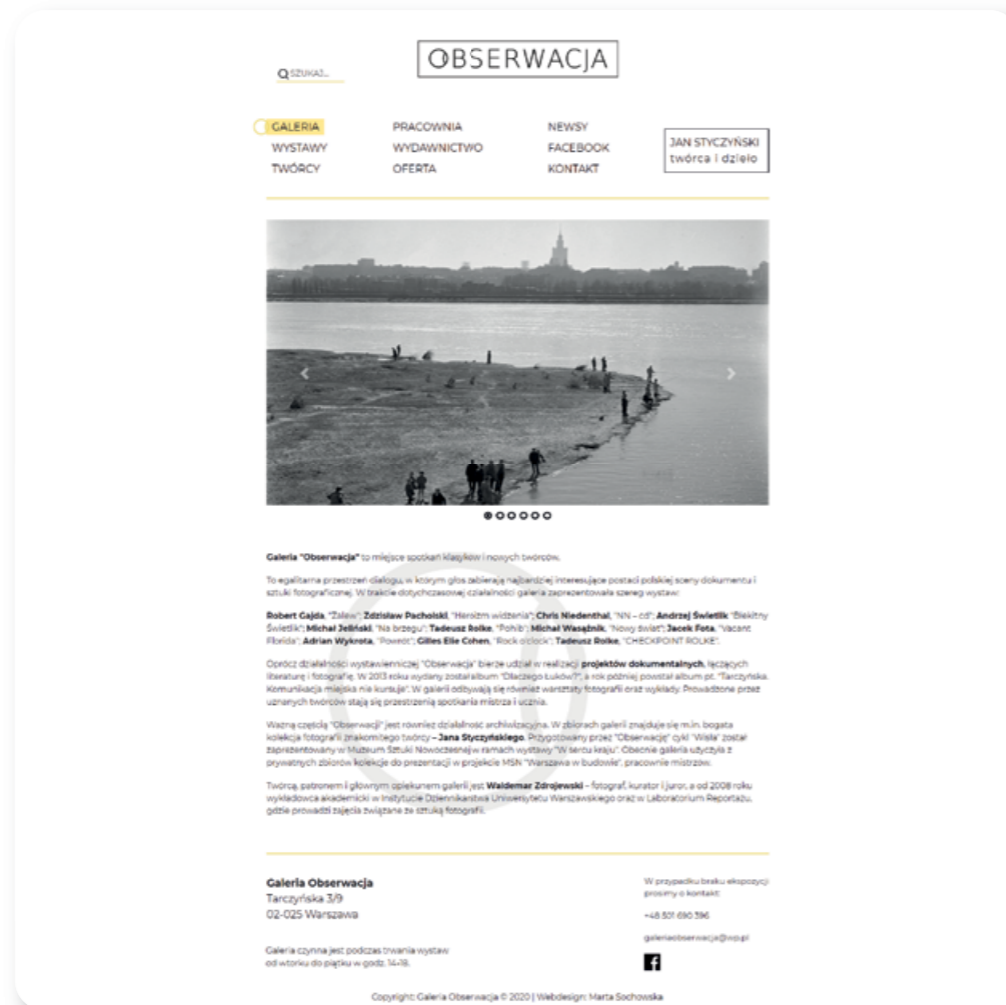 OBSERWACJA
SZUKAJ...
GALERIA
WYSTAWY
TWÓRCY
PRACOWNIA
WYDAWNICTWO
OFERTA
NEWSY
FACEBOOK
KONTAKT
JAN STYCZYŃSKI
twórca i dzieło
Galeria "Obserwacja" to miejsce spotkań klasyków i nowych twórców.
To egalitarna przestrzeń dialogu, w którym głos zabierają najbardziej interesujące postaci polskiej sceny dokumentu i
sztuki fotograficznej. W trakcie dotychczasowej działalności galeria zaprezentowała szereg wystaw:
Robert Gajda, "Żalew"; Zdzisław Pacholski, "Heroizm widzenia"; Chris Niedenthal, "NN – cd"; Andrzej Świetlik "Błękitny
Świetlik"; Michał Jeliński, "Na brzegu"; Tadeusz Rolke, "Pohib"; Michał Wasążnik, "Nowy świat"; Jacek Fota, "Vacant
Florida"; Adrian Wykrota, "Powrot"; Gilles Elie Cohen, "Rock o'clock"; Tadeusz Rolke, "CHECKPOINT ROLKE".
Oprócz działalności wystawienniczej "Obserwacja" bierze udział w realizacji projektów dokumentalnych, łączących
literaturę i fotografię. W 2013 roku wydany został album "Dlaczego Łuków?", a rok później powstał album pt. "Tarczyńska.
Komunikacja miejska nie kursuje". W galerii odbywają się również warsztaty fotografii oraz wykłady. Prowadzone przez
uznanych twórców stają się przestrzenią spotkania mistrza i ucznia.
Ważną częścią "Obserwacji" jest również działalność archiwizacyjna. W zbiorach galerii znajduje się m.in. bogata
kolekcja fotografii znakomitego twórcy – Jana Styczyńskiego. Przygotowany przez "Obserwację" cykl "Wisła" został
zaprezentowany w Muzeum Sztuki Nowoczesnej w ramach wystawy "W sercu kraju". Obecnie galeria użyczyła z
prywatnych zbiorów kolekcje do prezentacji w projekcie MSN "Warszawa w budowie", pracownie mistrzów.
Twórcą, patronem i głównym opiekunem galerii jest Waldemar Zdrojewski – fotograf, kurator i juror, a od 2008 roku
wykładowca akademicki w Instytucie Dziennikarstwa Uniwersytetu Warszawskiego oraz w Laboratorium Reportażu,
gdzie prowadzi zajęcia związane ze sztuką fotografii.
Galeria Obserwacja
Tarczyńska 3/9
02-025 Warszawa
Galeria czynna jest podczas trwania wystaw
od wtorku do piątku w godz. 14-18.
W przypadku braku ekspozycji
prosimy o kontakt:
+48 501 690 396
galeriaobserwacja@wp.pl
Copyright: Galeria Obserwacja © 2020 | Webdesign: Marta Sochowska